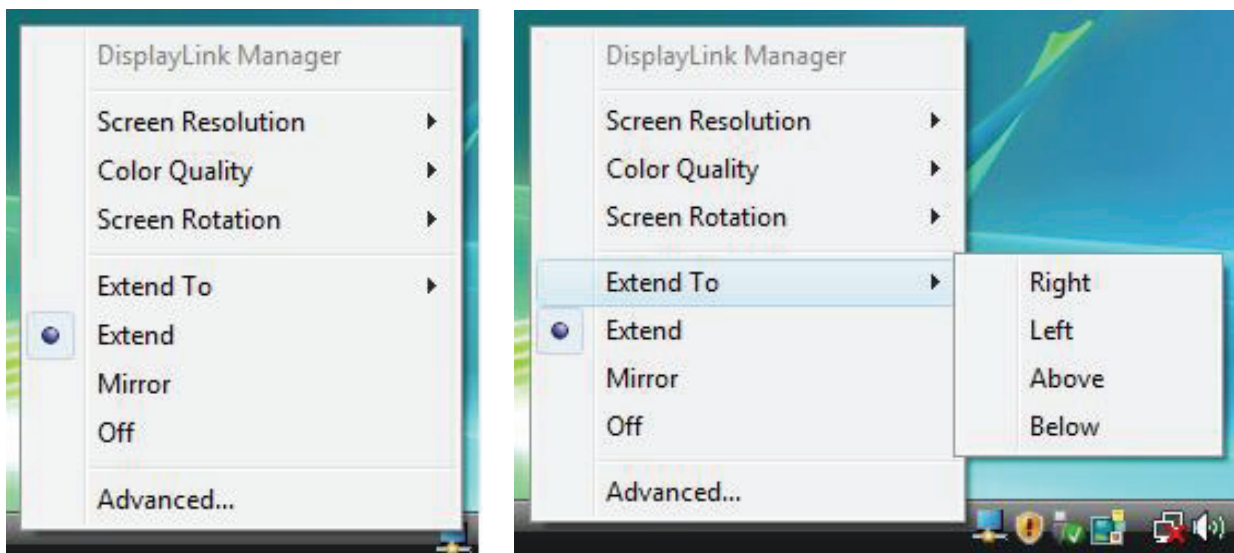 DisplayLink Manager
Screen Resolution
Color Quality
Screen Rotation
Extend To
Extend
Mirror
Off
Advanced...
DisplayLink Manager
Screen Resolution
Color Quality
Screen Rotation
Extend To
Extend
Mirror
Off
Advanced...
Right
Left
Above
Below